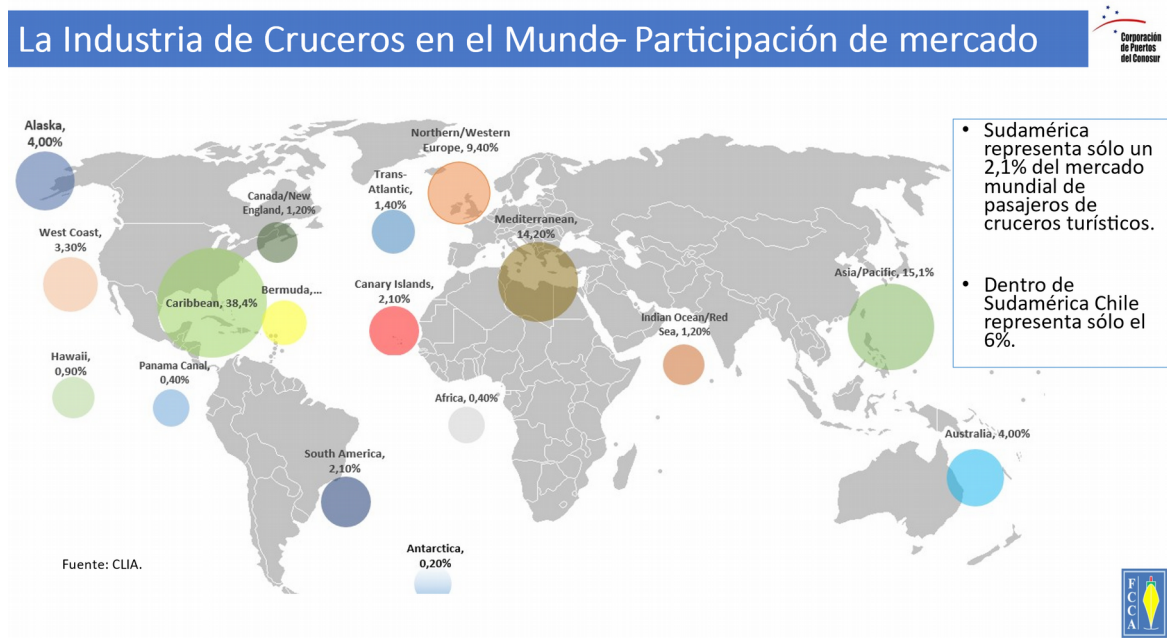 La Industria de Cruceros en el Mundo– Participación de mercado
Corporación
de Puertos
del Conosur
Alaska,
4,00%
Northern/Western
Europe, 9,40%
Trans-
Atlantic,
1,40%
Canada/New
England, 1,20%
West Coast,
3,30%
Mediterranean,
14,20%
Caribbean, 38,4%
Bermuda,...
Canary Islands,
2,10%
Asia/Pacific, 15,1%
Indian Ocean/Red
Sea, 1,20%
Hawaii,
0,90%
Panama Canal,
0,40%
Africa, 0,40%
South America,
2,10%
Australia, 4,00%
Antarctica,
0,20%
• Sudamérica
representa sólo un
2,1% del mercado
mundial de
pasajeros de
cruceros turísticos.
• Dentro de
Sudamérica Chile
representa sólo el
6%.
Fuente: CLIA.
F
C
C
A